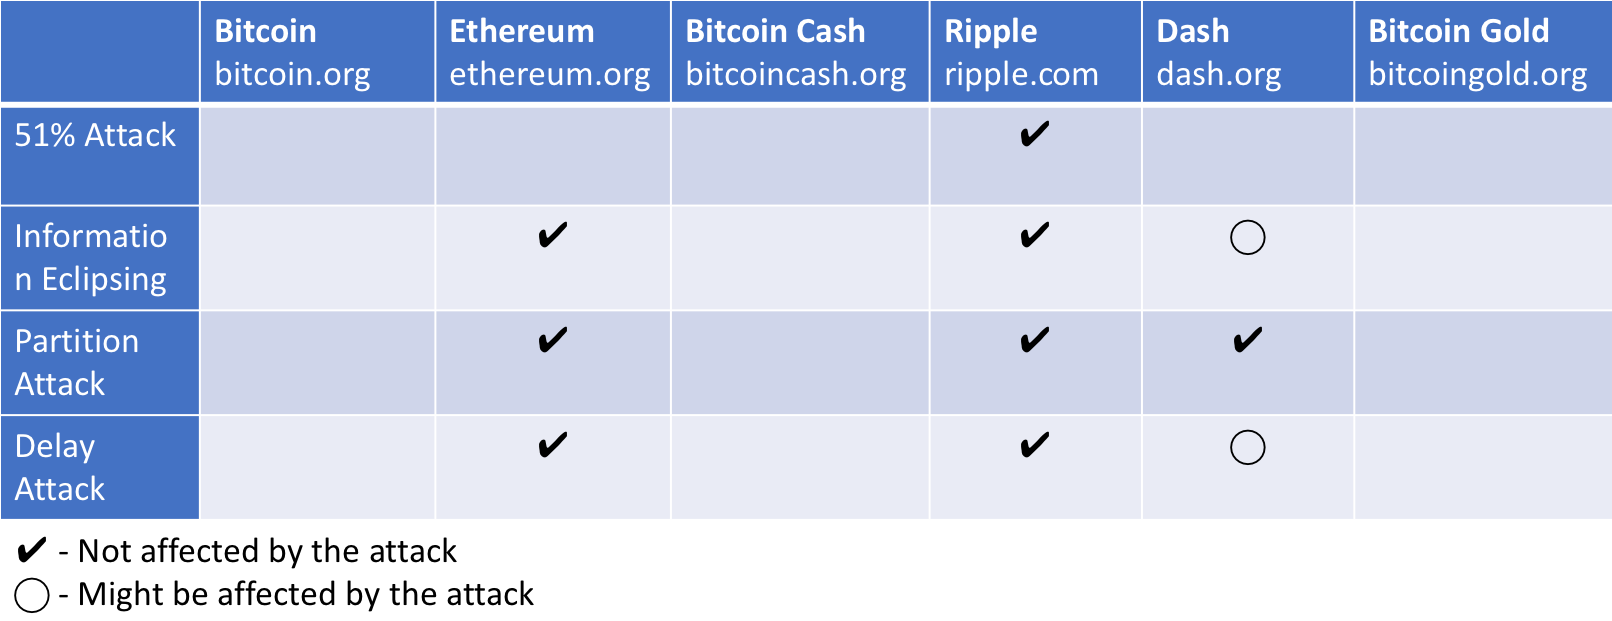 Bitcoin Ethereum Bitcoin Cash Ripple Dash Bitcoin Gold
bitcoin.org ethereum.org bitcoincash.org ripple.com dash.org bitcoingold.org
51% Attack ✔
Informatio ✔ ✔ ◯
n Eclipsing
Partition ✔ ✔ ✔
Attack
Delay ✔ ✔ ◯
Attack
✔ - Not affected by the attack
◯ - Might be affected by the attack